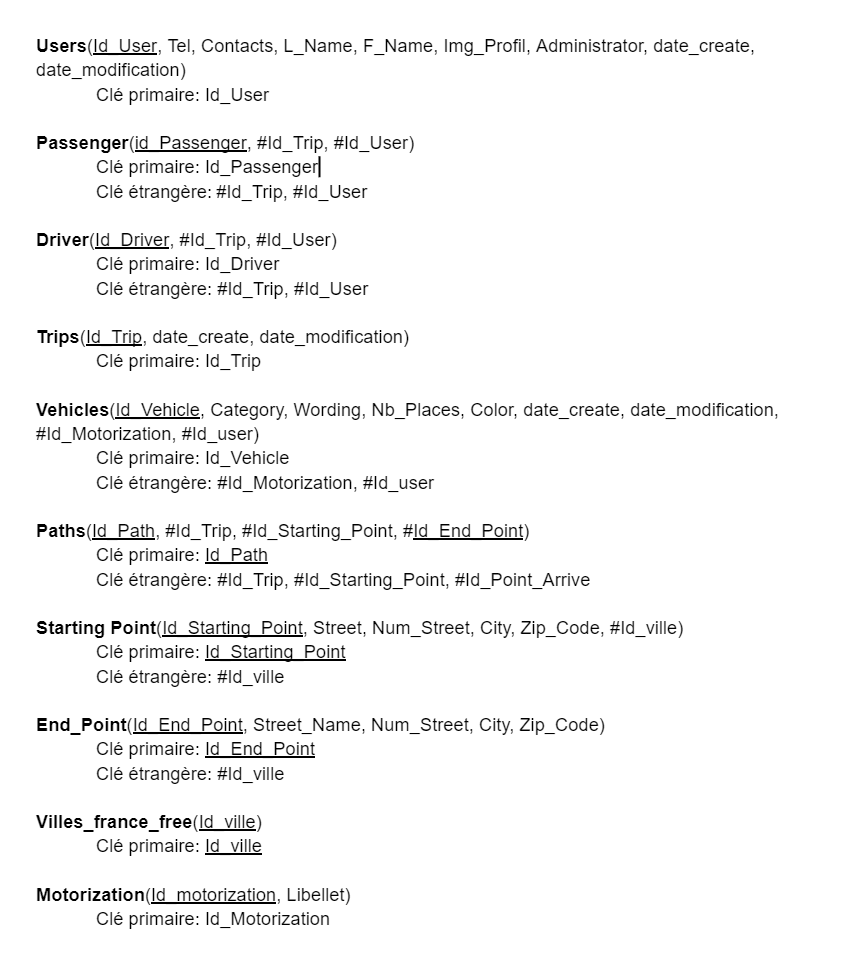 Users(Id_User, Tel, Contacts, L_Name, F_Name, Img_Profil, Administrator, date_create,
date_modification)
Clé primaire: Id_User
Passenger(id_Passenger, #Id_Trip, #Id_User)
Clé primaire: Id_Passenger
Clé étrangère: #Id_Trip, #Id_User
Driver(Id_Driver, #Id_Trip, #Id_User)
Clé primaire: Id_Driver
Clé étrangère: #Id_Trip, #Id_User
Trips(Id_Trip, date_create, date_modification)
Clé primaire: Id_Trip
Vehicles(Id_Vehicle, Category, Wording, Nb_Places, Color, date_create, date_modification,
#Id_Motorization, #Id_user)
Clé primaire: Id_Vehicle
Clé étrangère: #Id_Motorization, #Id_user
Paths(Id_Path, #Id_Trip, #Id_Starting_Point, #Id_End_Point)
Clé primaire: Id_Path
Clé étrangère: #Id_Trip, #Id_Starting_Point, #Id_Point_Arrive
Starting Point(Id_Starting_Point, Street, Num_Street, City, Zip_Code, #Id_ville)
Clé primaire: Id_Starting_Point
Clé étrangère: #Id_ville
End_Point(Id_End_Point, Street_Name, Num_Street, City, Zip_Code)
Clé primaire: Id_End_Point
Clé étrangère: #Id_ville
Villes_france_free(Id_ville)
Clé primaire: Id_ville
Motorization(Id_motorization, Libellet)
Clé primaire: Id_Motorization